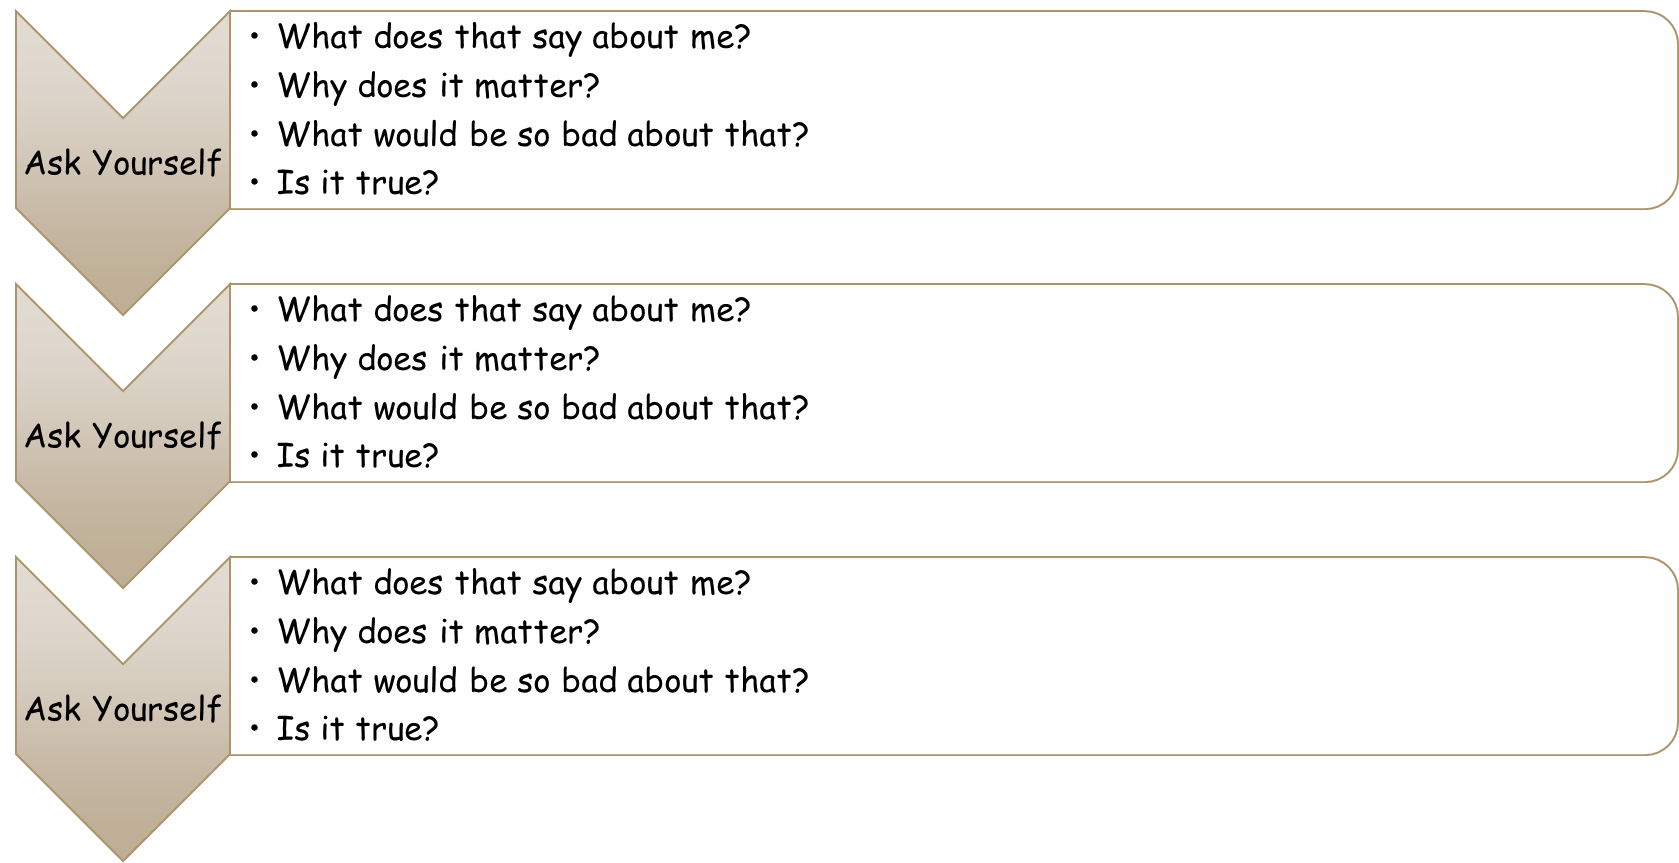 Ask Yourself
• What does that say about me?
• Why does it matter?
• What would be so bad about that?
• Is it true?
Ask Yourself
• What does that say about me?
• Why does it matter?
• What would be so bad about that?
• Is it true?
Ask Yourself
• What does that say about me?
• Why does it matter?
• What would be so bad about that?
• Is it true?